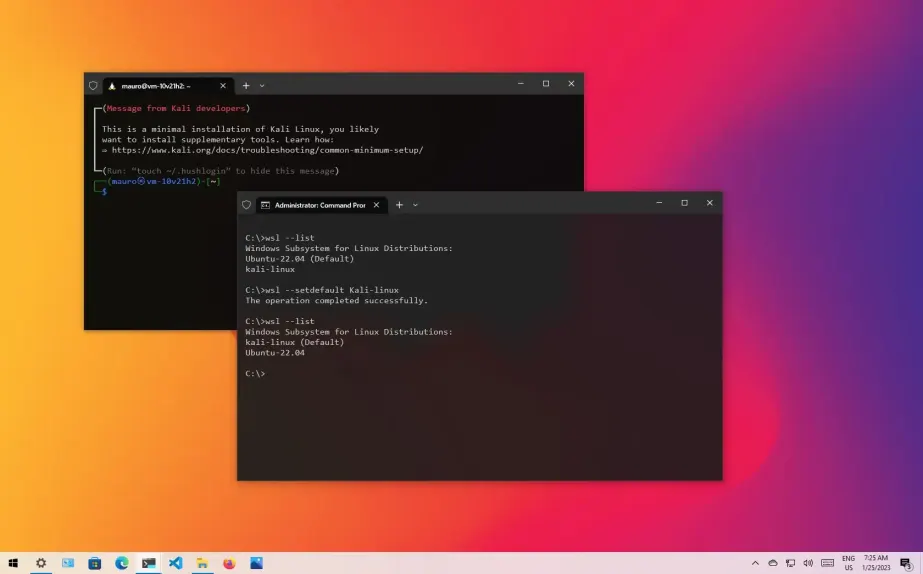 mauro@vm-10v21h2: ~
(Message from Kali developers)
This is a minimal installation of Kali Linux, you likely
want to install supplementary tools. Learn how:
⇒ https://www.kali.org/docs/troubleshooting/common-minimum-setup/
(Run: "touch ~/.hushlogin" to hide this message)
(mauro㉿vm-10v21h2)-[~]
$
Administrator: Command Pror
C:\>wsl --list
Windows Subsystem for Linux Distributions:
Ubuntu-22.04 (Default)
kali-linux
C:\>wsl --setdefault Kali-linux
The operation completed successfully.
C:\>wsl --list
Windows Subsystem for Linux Distributions:
kali-linux (Default)
Ubuntu-22.04
C:\>
ENG
US
7:25 AM
1/25/2023
3